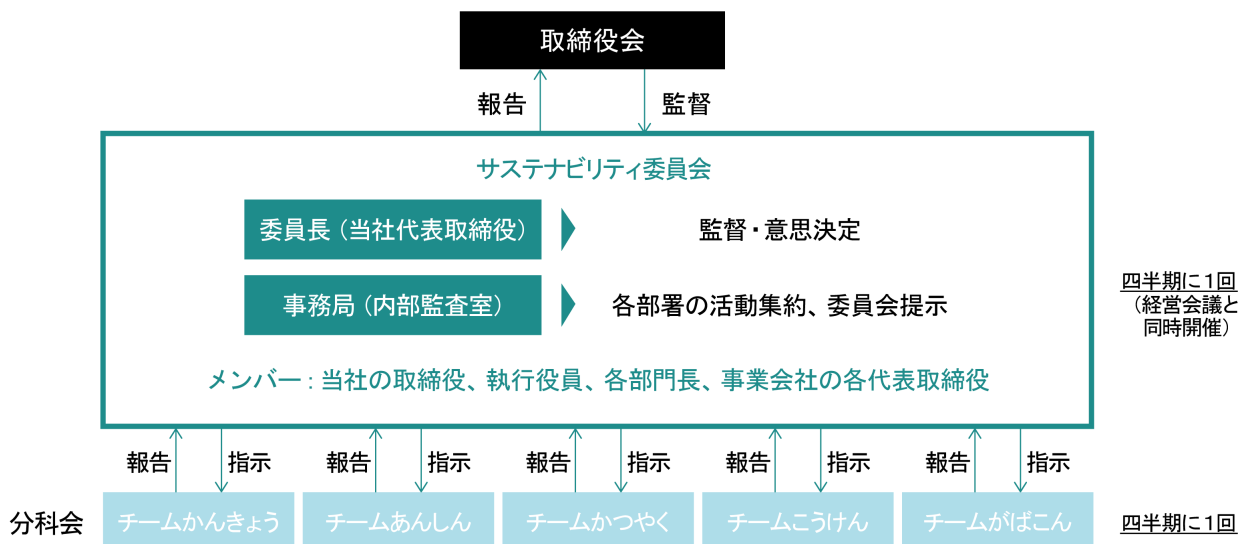 取締役会
報告
監督
サステナビリティ委員会
委員長（当社代表取締役）
監督・意思決定
事務局（内部監査室）
各部署の活動集約、委員会提示
四半期に１回
（経営会議と
同時開催）
メンバー：当社の取締役、執行役員、各部門長、事業会社の各代表取締役
報告 指示 報告 指示 報告 指示 報告 指示 報告 指示
分科会 チームかんきょう チームあんしん チームかつやく チームこうけん チームがばこん 四半期に１回